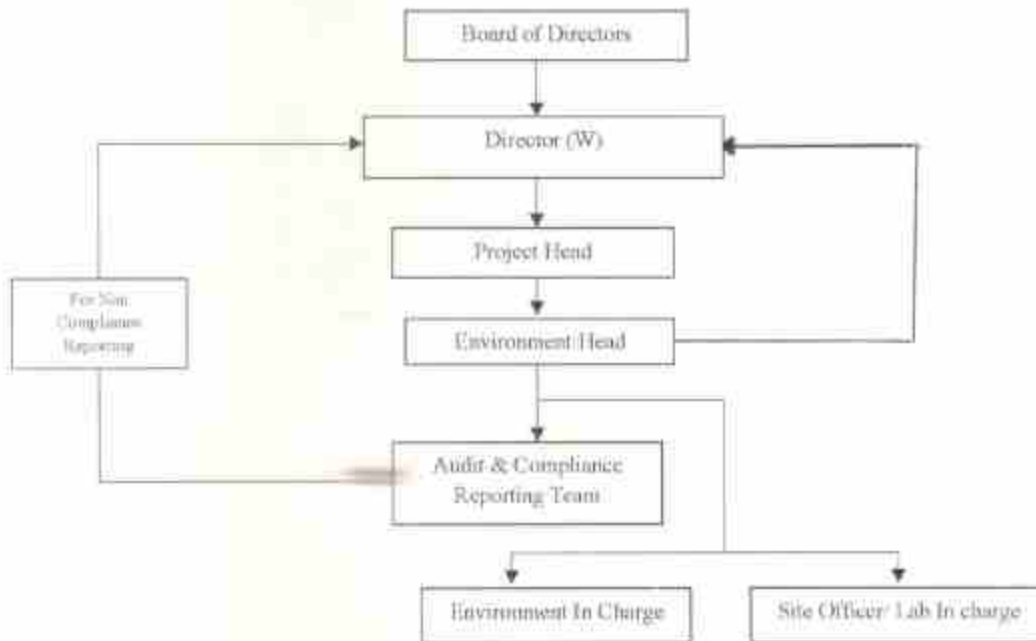 Board of Directors
Director (W)
Project Head
For Non
Compliance
Reporting
Environment Head
Audit & Compliance
Reporting Team
Environment In Charge
Site Officer/ Lab In charge